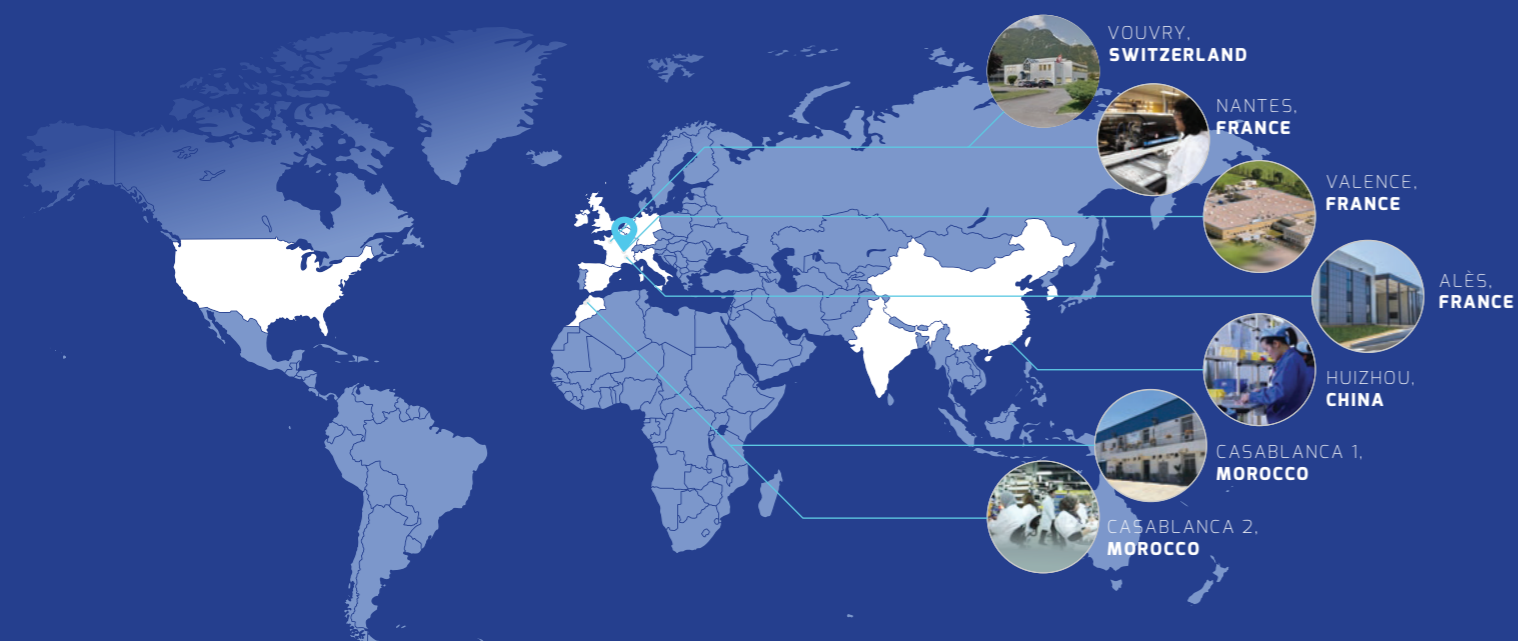 VOUVRY,
SWITZERLAND
NANTES,
FRANCE
VALENCE,
FRANCE
ALÈS,
FRANCE
HUIZHOU,
CHINA
CASABLANCA 1,
MOROCCO
CASABLANCA 2,
MOROCCO